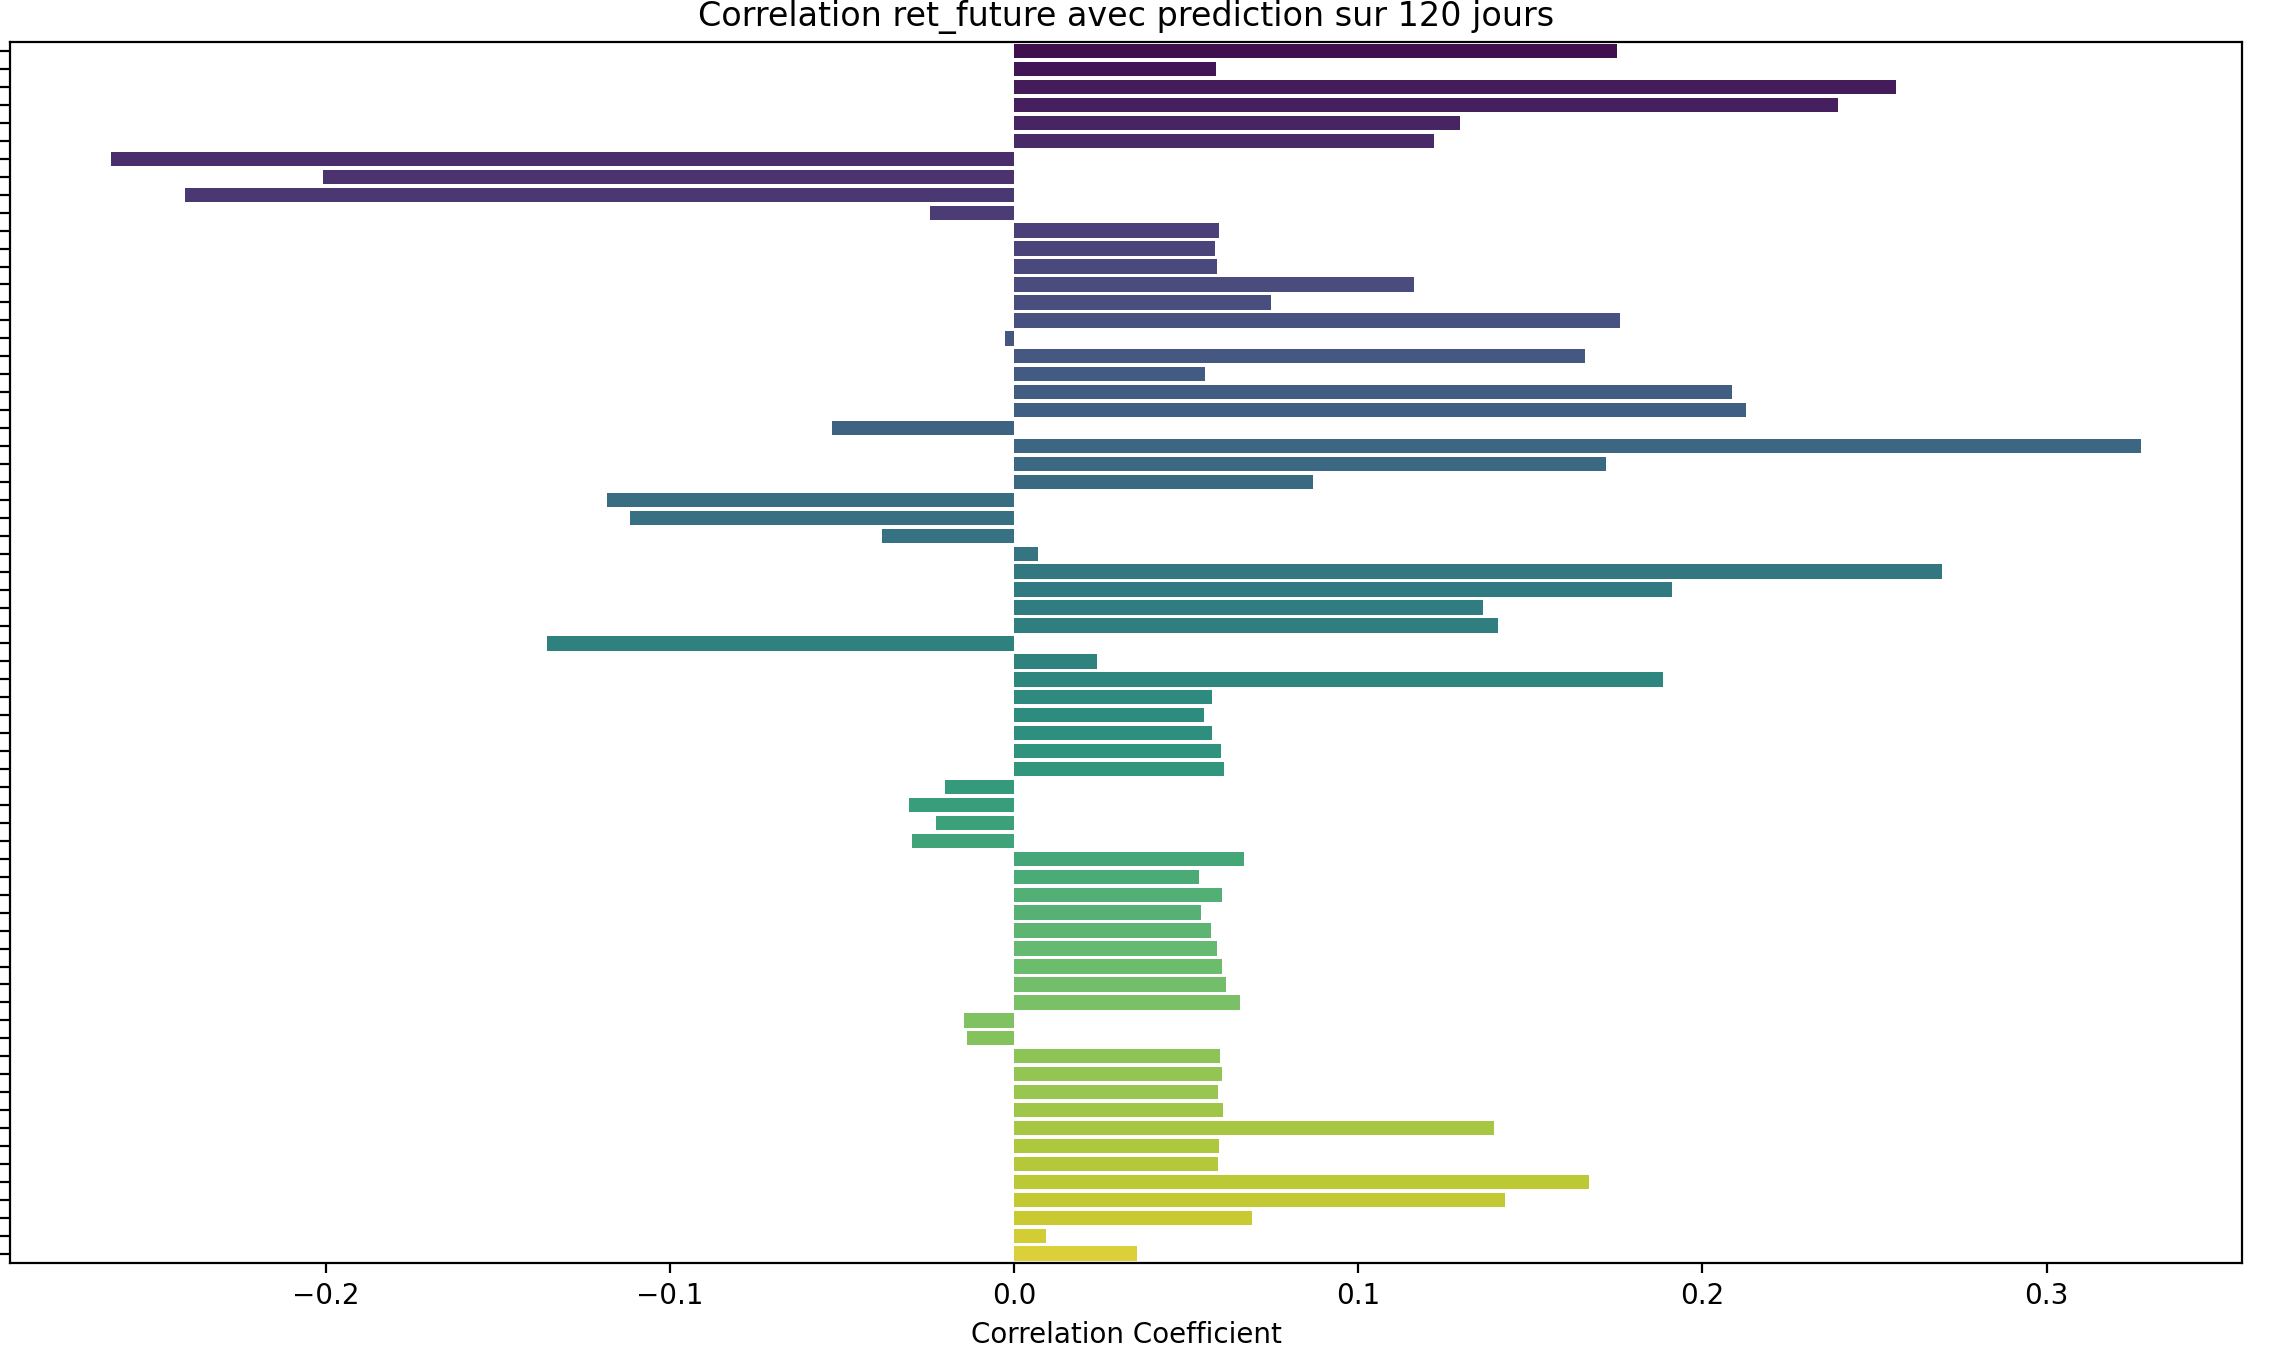 Correlation ret_future avec prediction sur 120 jours
−0.2 −0.1 0.0 0.1 0.2 0.3
Correlation Coefficient